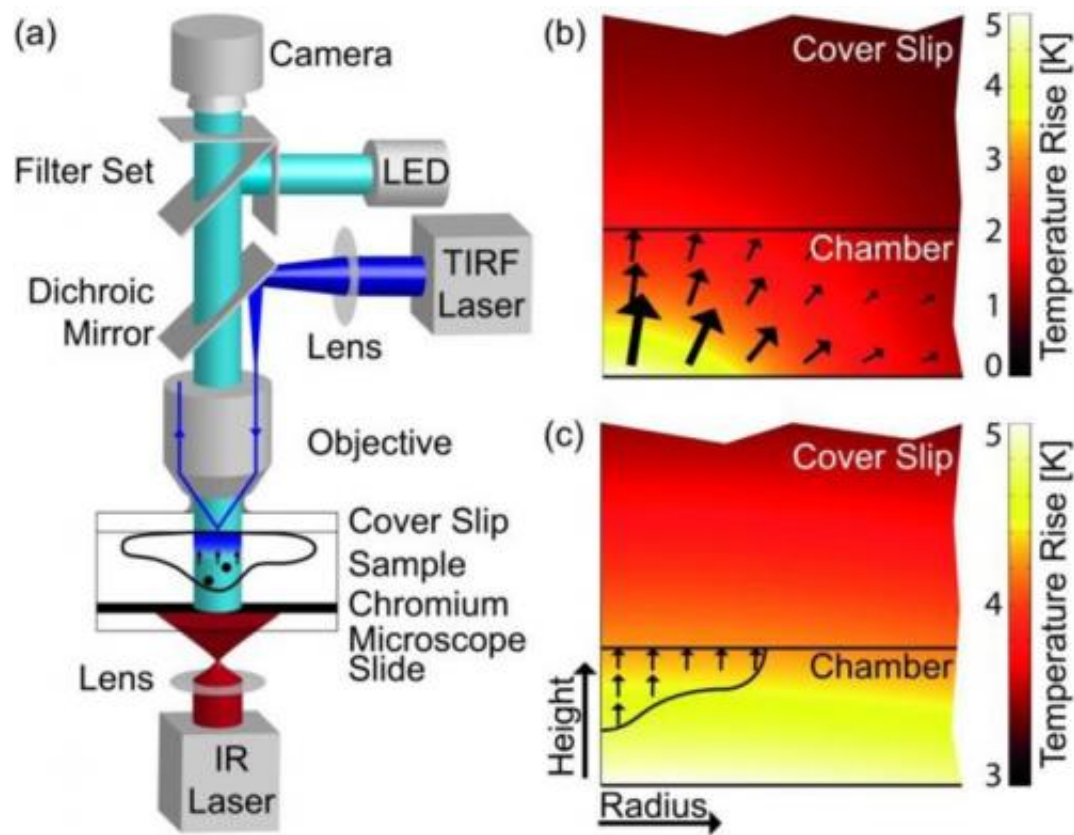 (a)
Camera
Filter Set
LED
TIRF
Laser
Dichroic
Mirror
Lens
Objective
Cover Slip
Sample
Chromium
Microscope
Slide
Lens
IR
Laser
(b)
Cover Slip
Chamber
5
4
3
2
1
0
Temperature Rise [K]
(c)
Cover Slip
Chamber
Height
Radius
5
4
3
Temperature Rise [K]